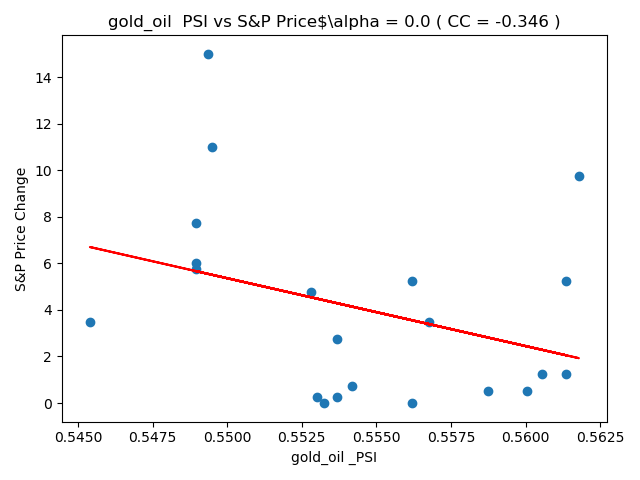 gold_oil  PSI vs S&P Price$\alpha = 0.0 ( CC = -0.346 )
14
12
10
8
6
4
2
0
S&P Price Change
0.5450 0.5475 0.5500 0.5525 0.5550 0.5575 0.5600 0.5625
gold_oil _PSI